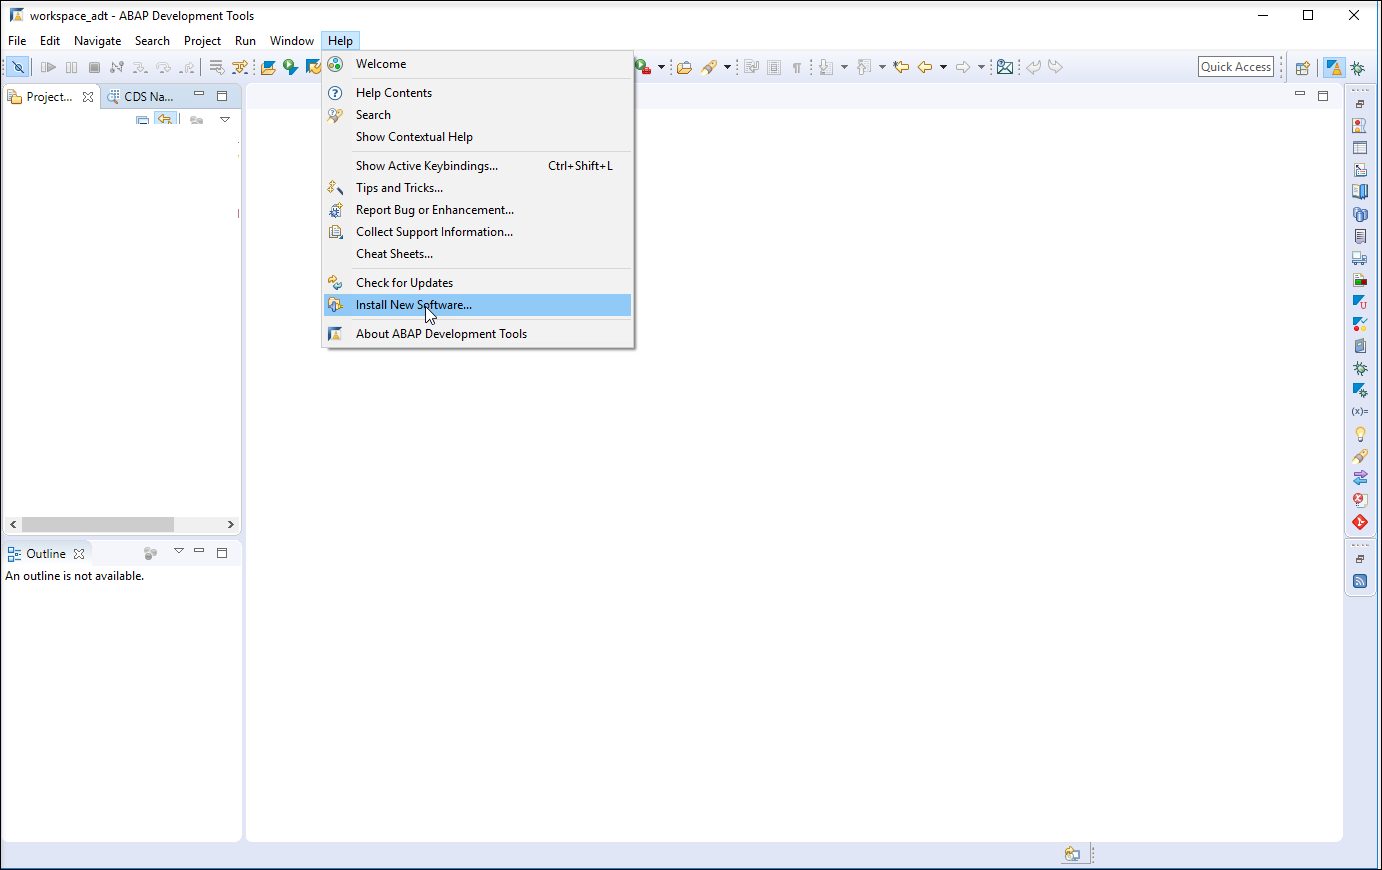 workspace_adt - ABAP Development Tools
File Edit Navigate Search Project Run Window Help
Quick Access
Welcome
Help Contents
Search
Show Contextual Help
Show Active Keybindings... Ctrl+Shift+L
Tips and Tricks...
Report Bug or Enhancement...
Collect Support Information...
Cheat Sheets...
Check for Updates
Install New Software...
About ABAP Development Tools
Project... CDS Na...
(x)=
Outline
An outline is not available.